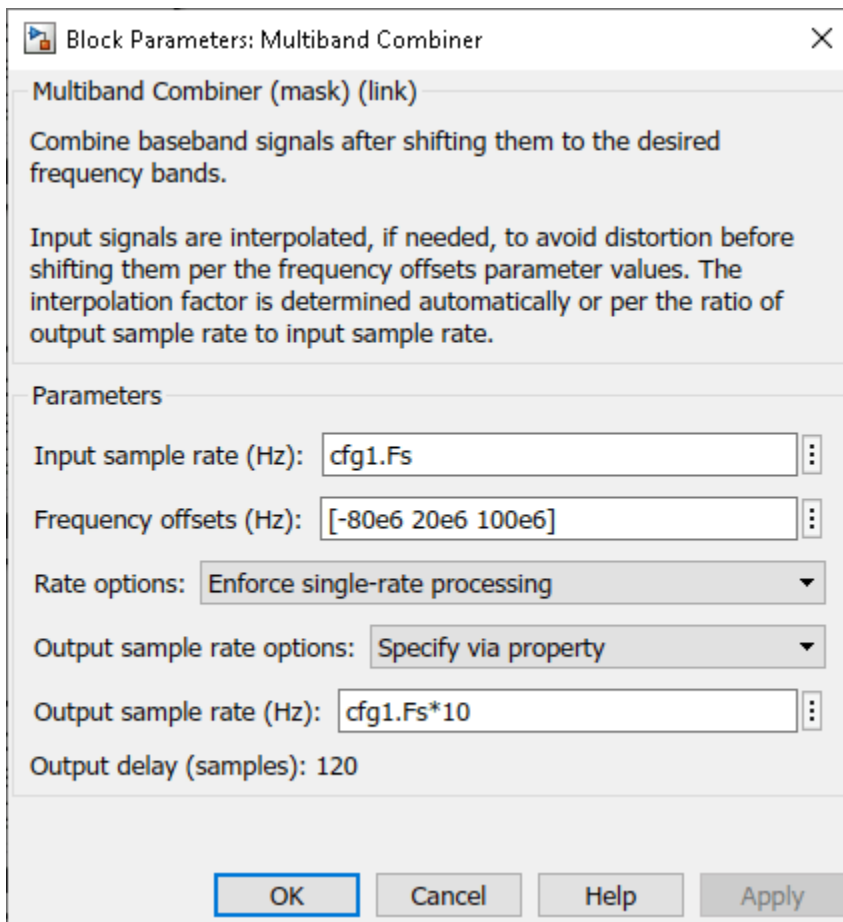 Block Parameters: Multiband Combiner
Multiband Combiner (mask) (link)
Combine baseband signals after shifting them to the desired
frequency bands.
Input signals are interpolated, if needed, to avoid distortion before
shifting them per the frequency offsets parameter values. The
interpolation factor is determined automatically or per the ratio of
output sample rate to input sample rate.
Parameters
Input sample rate (Hz): cfg1.Fs
Frequency offsets (Hz): [-80e6 20e6 100e6]
Rate options: Enforce single-rate processing
Output sample rate options: Specify via property
Output sample rate (Hz): cfg1.Fs*10
Output delay (samples): 120
OK Cancel Help Apply